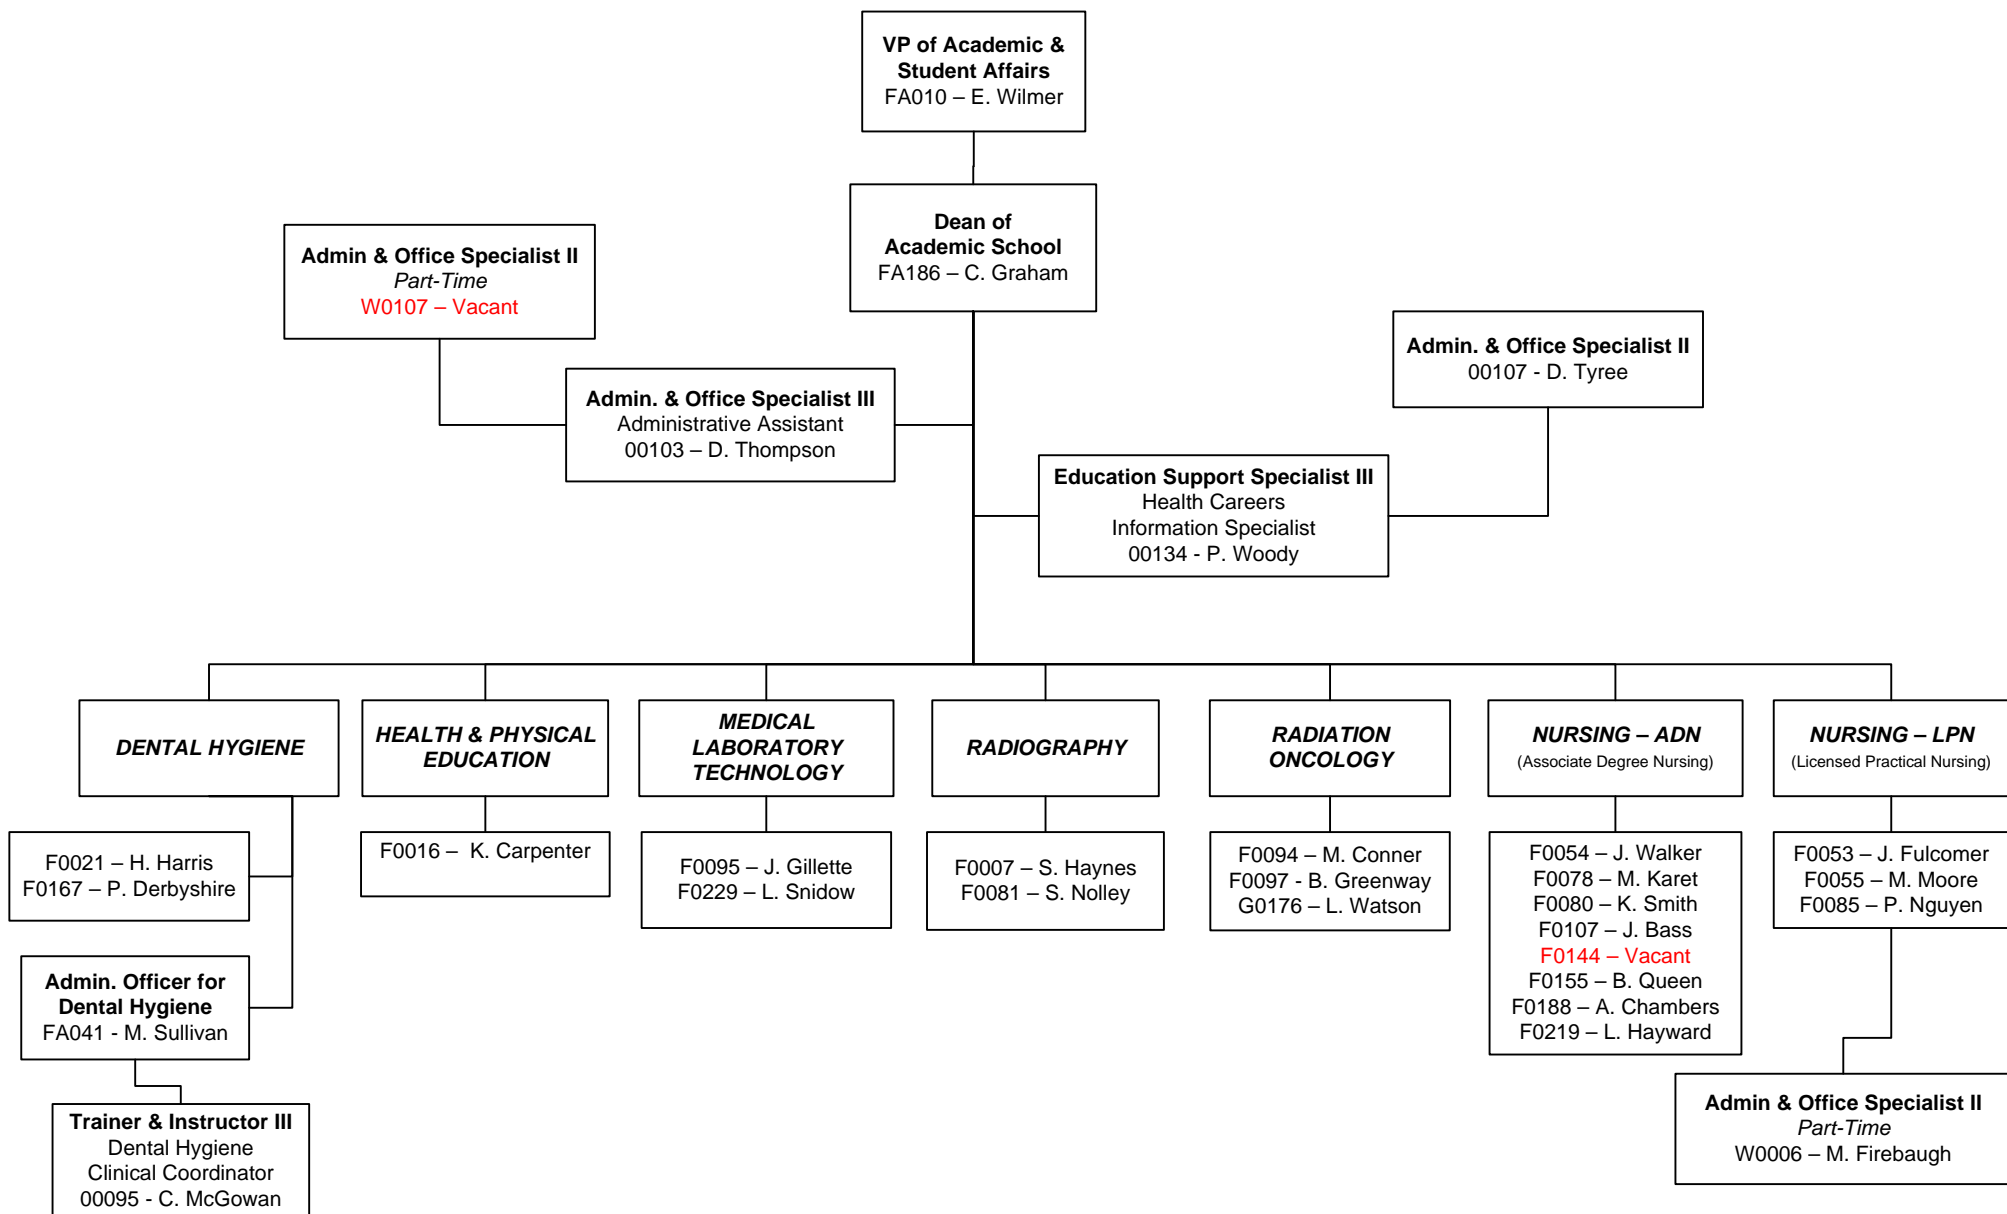 VP of Academic &
Student Affairs
FA010 – E. Wilmer
Dean of
Academic School
FA186 – C. Graham
Admin & Office Specialist II
Part-Time
W0107 – Vacant
Admin. & Office Specialist II
00107 - D. Tyree
Admin. & Office Specialist III
Administrative Assistant
00103 – D. Thompson
Education Support Specialist III
Health Careers
Information Specialist
00134 - P. Woody
DENTAL HYGIENE
HEALTH & PHYSICAL
EDUCATION
MEDICAL
LABORATORY
TECHNOLOGY
RADIOGRAPHY
RADIATION
ONCOLOGY
NURSING – ADN
(Associate Degree Nursing)
NURSING – LPN
(Licensed Practical Nursing)
F0021 – H. Harris
F0167 – P. Derbyshire
F0016 – K. Carpenter
F0095 – J. Gillette
F0229 – L. Snidow
F0007 – S. Haynes
F0081 – S. Nolley
F0094 – M. Conner
F0097 - B. Greenway
G0176 – L. Watson
F0054 – J. Walker
F0078 – M. Karet
F0080 – K. Smith
F0107 – J. Bass
F0144 – Vacant
F0155 – B. Queen
F0188 – A. Chambers
F0219 – L. Hayward
F0053 – J. Fulcomer
F0055 – M. Moore
F0085 – P. Nguyen
Admin. Officer for
Dental Hygiene
FA041 - M. Sullivan
Trainer & Instructor III
Dental Hygiene
Clinical Coordinator
00095 - C. McGowan
Admin & Office Specialist II
Part-Time
W0006 – M. Firebaugh